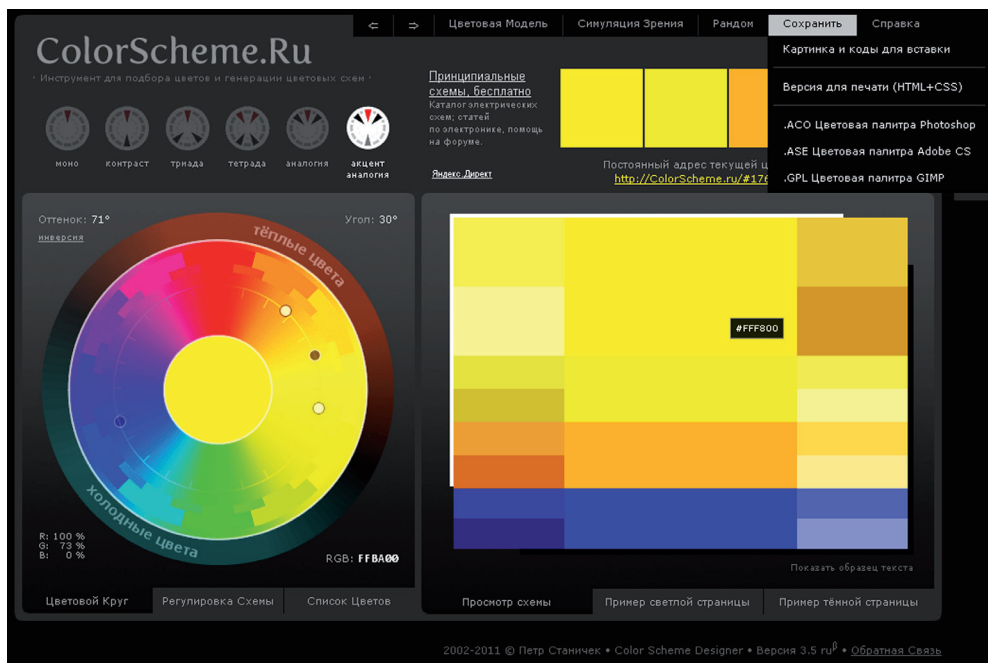 ⇐ ⇒ Цветовая Модель Симуляция Зрения Рандом Сохранить Справка
ColorScheme.Ru
· Инструмент для подбора цветов и генерации цветовых схем ·
Картинка и коды для вставки
Версия для печати (HTML+CSS)
.ACO Цветовая палитра Photoshop
.ASE Цветовая палитра Adobe CS
.GPL Цветовая палитра GIMP
Принципиальные
схемы, бесплатно
Каталог электрических
схем; статей
по электронике, помощь
на форуме.
Яндекс.Директ
моно контраст триада тетрада аналогия акцент
аналогия
Постоянный адрес текущей ц
http://ColorScheme.ru/#176
Оттенок: 71°
инверсия
Угол: 30°
тёплые цвета
холодные цвета
R: 100 %
G: 73 %
B: 0 %
RGB: FFBA00
Цветовой Круг Регулировка Схемы Список Цветов
#FFF800
Показать образец текста
Просмотр схемы Пример светлой страницы Пример тёмной страницы
2002-2011 © Петр Станичек • Color Scheme Designer • Версия 3.5 ruβ • Обратная Связь